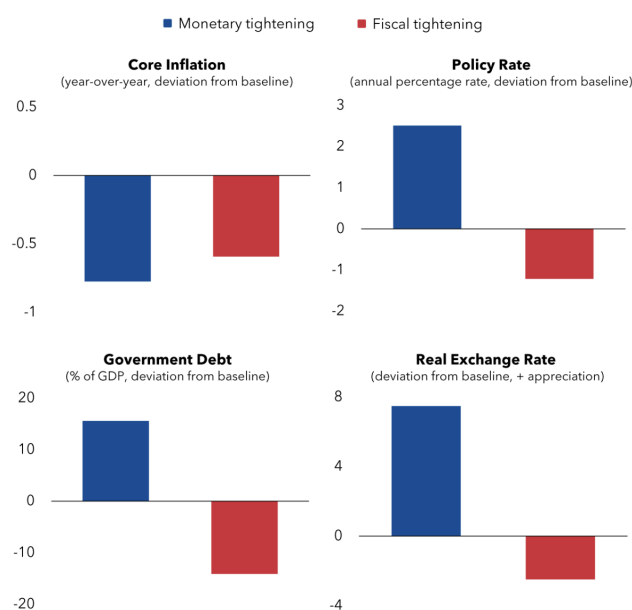 Monetary tightening Fiscal tightening
Core Inflation
(year-over-year, deviation from baseline)
0.5
0
-0.5
-1
Policy Rate
(annual percentage rate, deviation from baseline)
3
2
1
0
-1
-2
Government Debt
(% of GDP, deviation from baseline)
20
10
0
-10
-20
Real Exchange Rate
(deviation from baseline, + appreciation)
8
4
0
-4